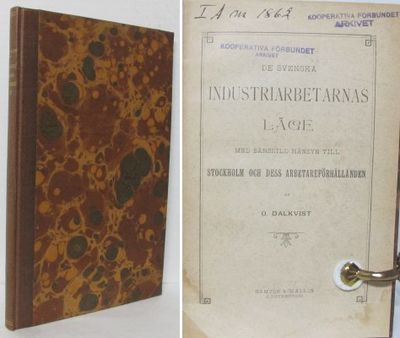 I A nr 1862
KOOPERATIVA FÖRBUNDET
ARKIVET
KOOPERATIVA FÖRBUNDET
ARKIVET
DE SVENSKA
INDUSTRIARBETARNAS
LÄGE
MED SÄRSKILD HÄNSYN TILL
STOCKHOLM OCH DESS ARBETAREFÖRHÅLLANDEN
AF
O. DALKVIST